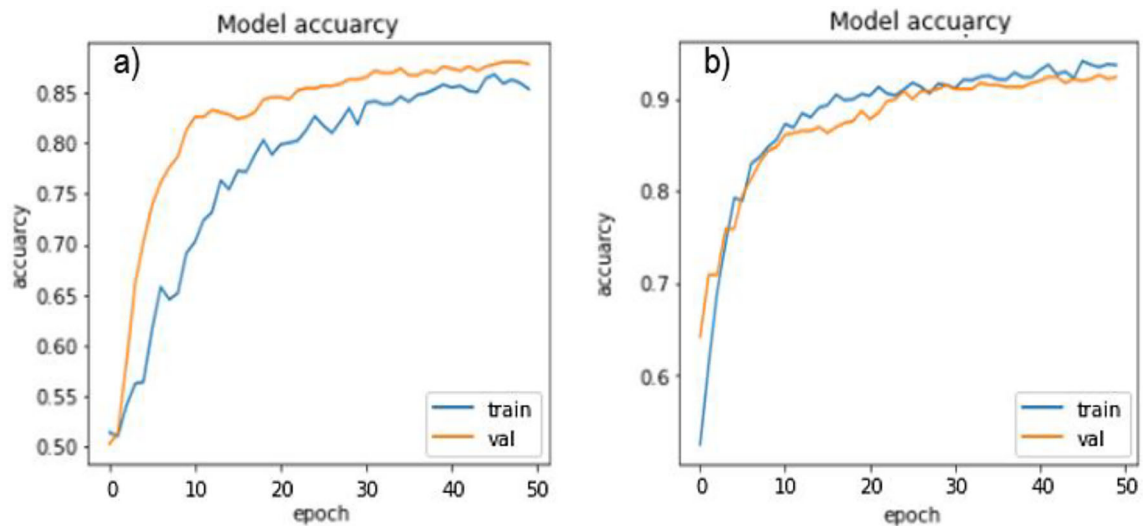 Model accuarcy
a)
0.85
0.80
0.75
0.70
0.65
0.60
0.55
0.50
accuarcy
train
val
0 10 20 30 40 50
epoch
Model accuarcy
b)
0.9
0.8
0.7
0.6
accuarcy
train
val
0 10 20 30 40 50
epoch